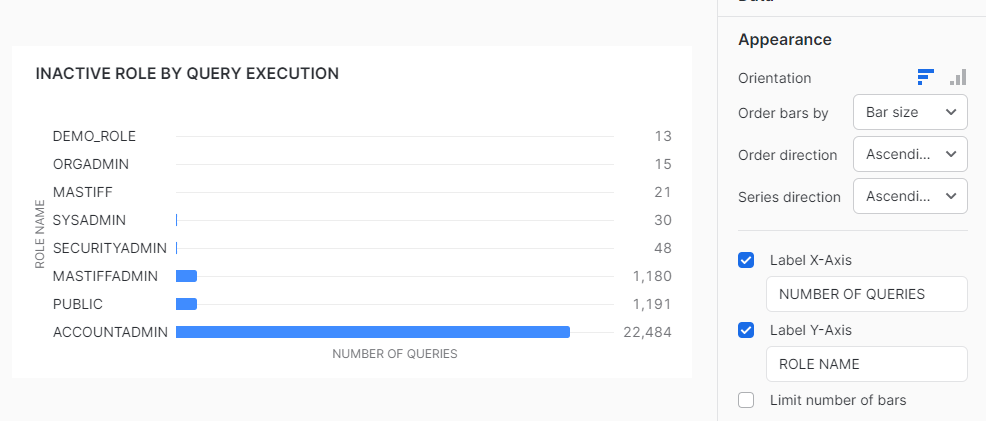 INACTIVE ROLE BY QUERY EXECUTION
ROLE NAME
DEMO_ROLE 13
ORGADMIN 15
MASTIFF 21
SYSADMIN 30
SECURITYADMIN 48
MASTIFFADMIN 1,180
PUBLIC 1,191
ACCOUNTADMIN 22,484
NUMBER OF QUERIES
Appearance
Orientation
Order bars by Bar size
Order direction Ascendi...
Series direction Ascendi...
Label X-Axis
NUMBER OF QUERIES
Label Y-Axis
ROLE NAME
Limit number of bars